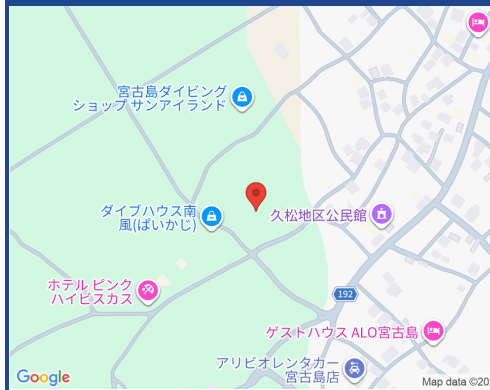 宮古島ダイビング
ショップ サンアイランド
ダイブハウス南
風(ぱいかじ)
久松地区公民館
ホテル ピンク
ハイビスカス
192
ゲストハウス ALO宮古島
アリビオレンタカー
宮古島店
Google
Map data ©20